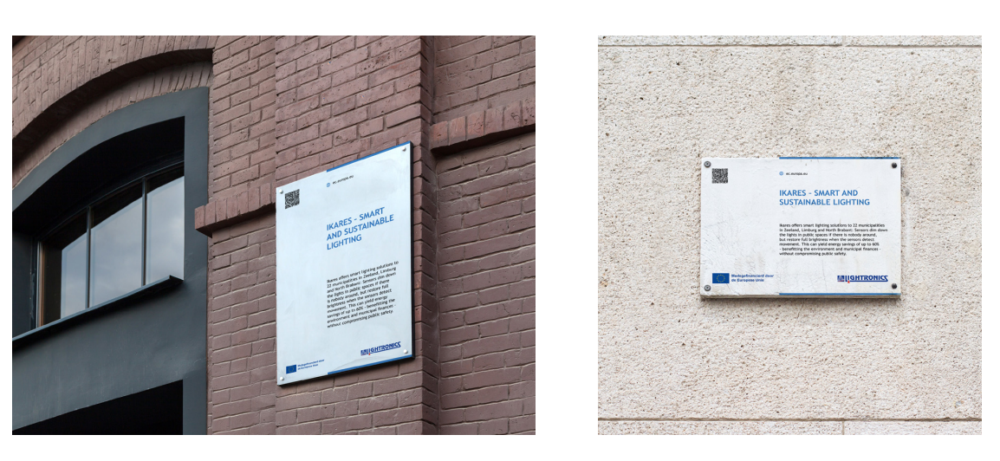 ec.europa.eu
IKARES - SMART
AND SUSTAINABLE
LIGHTING
Ikares offers smart lighting solutions to
22 municipalities in Zeeland, Limburg
and North Brabant: Sensors dim down
the lights in public spaces if there
is nobody around, but restore full
brightness when the sensors detect
movement. This can yield energy
savings of up to 60% - benefitting the
environment and municipal finances -
without compromising public safety.
LIGHTRONICS
Medegefinancierd door
de Europese Unie
ec.europa.eu
IKARES - SMART AND
SUSTAINABLE LIGHTING
Ikares offers smart lighting solutions to 22 municipalities
in Zeeland, Limburg and North Brabant: Sensors dim down
the lights in public spaces if there is nobody around,
but restore full brightness when the sensors detect
movement. This can yield energy savings of up to 60%
- benefitting the environment and municipal finances -
without compromising public safety.
Medegefinancierd door
de Europese Unie
LIGHTRONICS